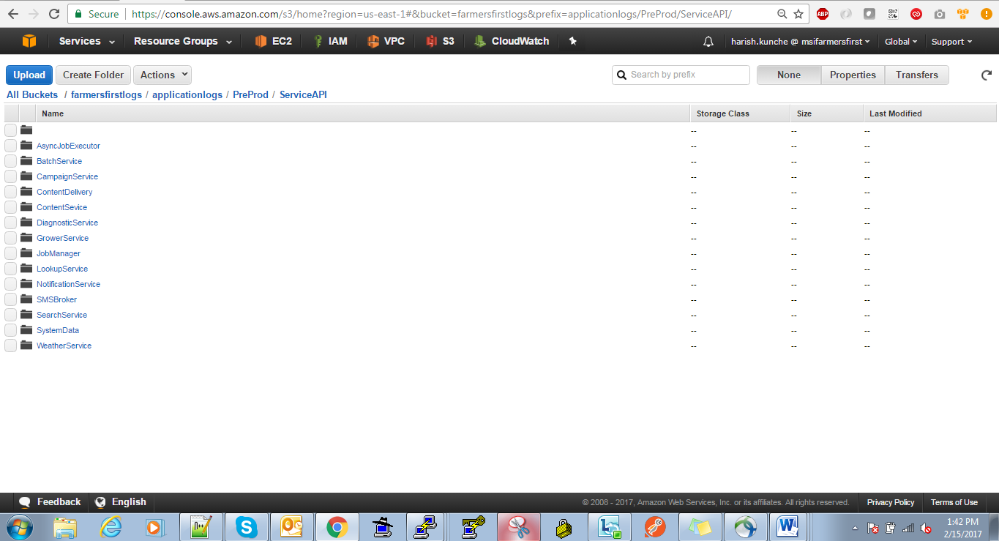 Secure https://console.aws.amazon.com/s3/home?region=us-east-1#&bucket=farmersfirstlogs&prefix=applicationlogs/PreProd/ServiceAPI/ ABP
Services Resource Groups EC2 IAM VPC S3 CloudWatch harish.kunche @ msifarmersfirst Global Support
Upload Create Folder Actions Search by prefix None Properties Transfers
All Buckets / farmersfirstlogs / applicationlogs / PreProd / ServiceAPI
Name Storage Class Size Last Modified
-- -- --
AsyncJobExecutor -- -- --
BatchService -- -- --
CampaignService -- -- --
ContentDelivery -- -- --
ContentSevice -- -- --
DiagnosticService -- -- --
GrowerService -- -- --
JobManager -- -- --
LookupService -- -- --
NotificationService -- -- --
SMSBroker -- -- --
SearchService -- -- --
SystemData -- -- --
WeatherService -- -- --
Feedback English © 2008 - 2017, Amazon Web Services, Inc. or its affiliates. All rights reserved. Privacy Policy Terms of Use
1:42 PM
2/15/2017